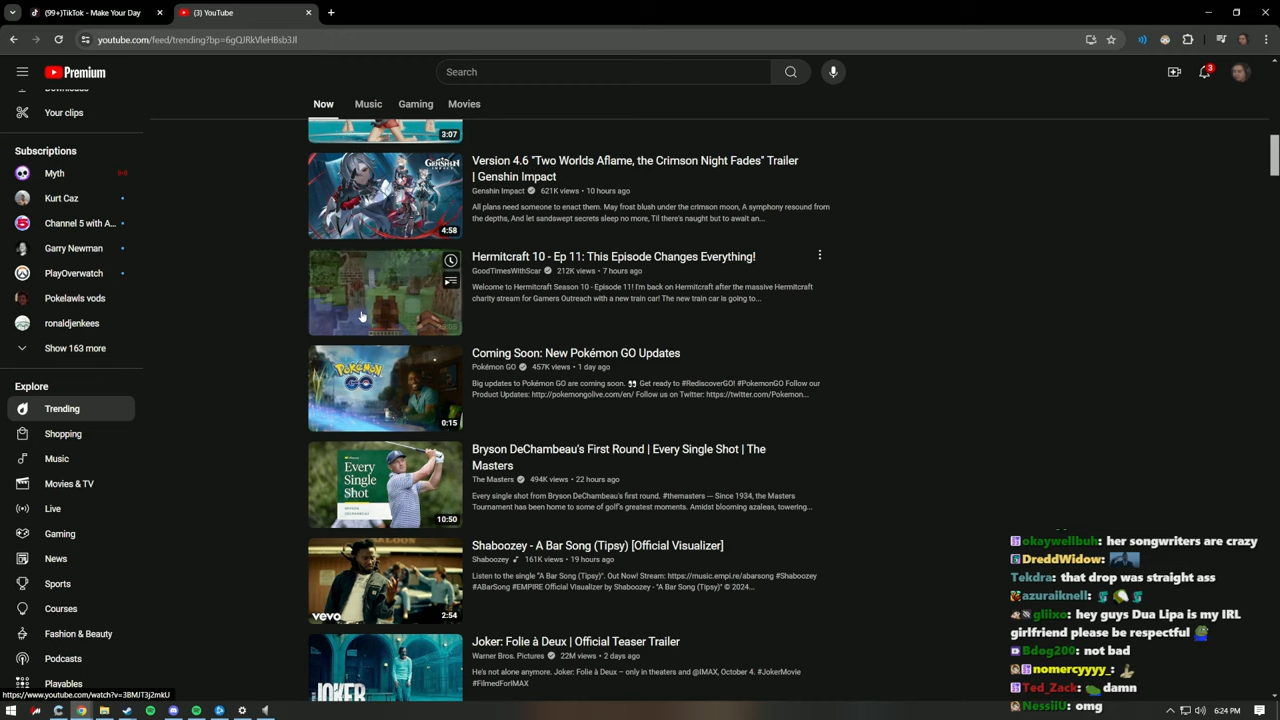 (99+)TikTok - Make Your Day
(3) YouTube
youtube.com/feed/trending?bp=6gQJRkVleHBsb3Jl
Premium
Search
3
Now
Music
Gaming
Movies
Your clips
Subscriptions
Myth
Kurt Caz
Channel 5 with A...
Garry Newman
PlayOverwatch
Pokelawls vods
ronaldjenkees
Show 163 more
Explore
Trending
Shopping
Music
Movies & TV
Live
Gaming
News
Sports
Courses
Fashion & Beauty
Podcasts
Playables
3:07
GENSHIN
4:58
Version 4.6 "Two Worlds Aflame, the Crimson Night Fades" Trailer
| Genshin Impact
Genshin Impact 621K views • 10 hours ago
All plans need someone to enact them. May frost blush under the crimson moon, A symphony resound from
the depths, And let sandswept secrets sleep no more, Til there's naught but to await an...
Hermitcraft 10 - Ep 11: This Episode Changes Everything!
GoodTimesWithScar 212K views • 7 hours ago
Welcome to Hermitcraft Season 10 - Episode 11! I'm back on Hermitcraft after the massive Hermitcraft
charity stream for Gamers Outreach with a new train car! The new train car is going to...
POKÉMON
GO
0:15
Coming Soon: New Pokémon GO Updates
Pokémon GO 457K views • 1 day ago
Big updates to Pokémon GO are coming soon. 👀 Get ready to #RediscoverGO! #PokemonGO Follow our
Product Updates: http://pokemongolive.com/en/ Follow us on Twitter: https://twitter.com/Pokemon...
Every
Single
Shot
BRYSON
DECHAMBEAU
10:50
Bryson DeChambeau's First Round | Every Single Shot | The
Masters
The Masters 494K views • 22 hours ago
Every single shot from Bryson DeChambeau's first round. #themasters — Since 1934, the Masters
Tournament has been home to some of golf's greatest moments. Amidst blooming azaleas, towering...
vevo
2:54
Shaboozey - A Bar Song (Tipsy) [Official Visualizer]
Shaboozey 161K views • 19 hours ago
Listen to the single "A Bar Song (Tipsy)". Out Now! Stream: https://music.empi.re/abarsong #Shaboozey
#ABarSong #EMPIRE Official Visualizer by Shaboozey - "A Bar Song (Tipsy)" © 2024...
JOKER
Joker: Folie à Deux | Official Teaser Trailer
Warner Bros. Pictures 22M views • 2 days ago
He's not alone anymore. Joker: Folie à Deux – only in theaters and @IMAX, October 4. #JokerMovie
#FilmedForIMAX
okaywellbuh: her songwriters are crazy
DreddWidow:
Teidra: that drop was straight ass
azuraiknell:
gliixo: hey guys Dua Lipa is my IRL
girlfriend please be respectful
Bdog200: not bad
nomercyyyy_:
Ted_Zack: damn
NessiiU: omg
https://www.youtube.com/watch?v=3BMJT3j2mkU
6:24 PM